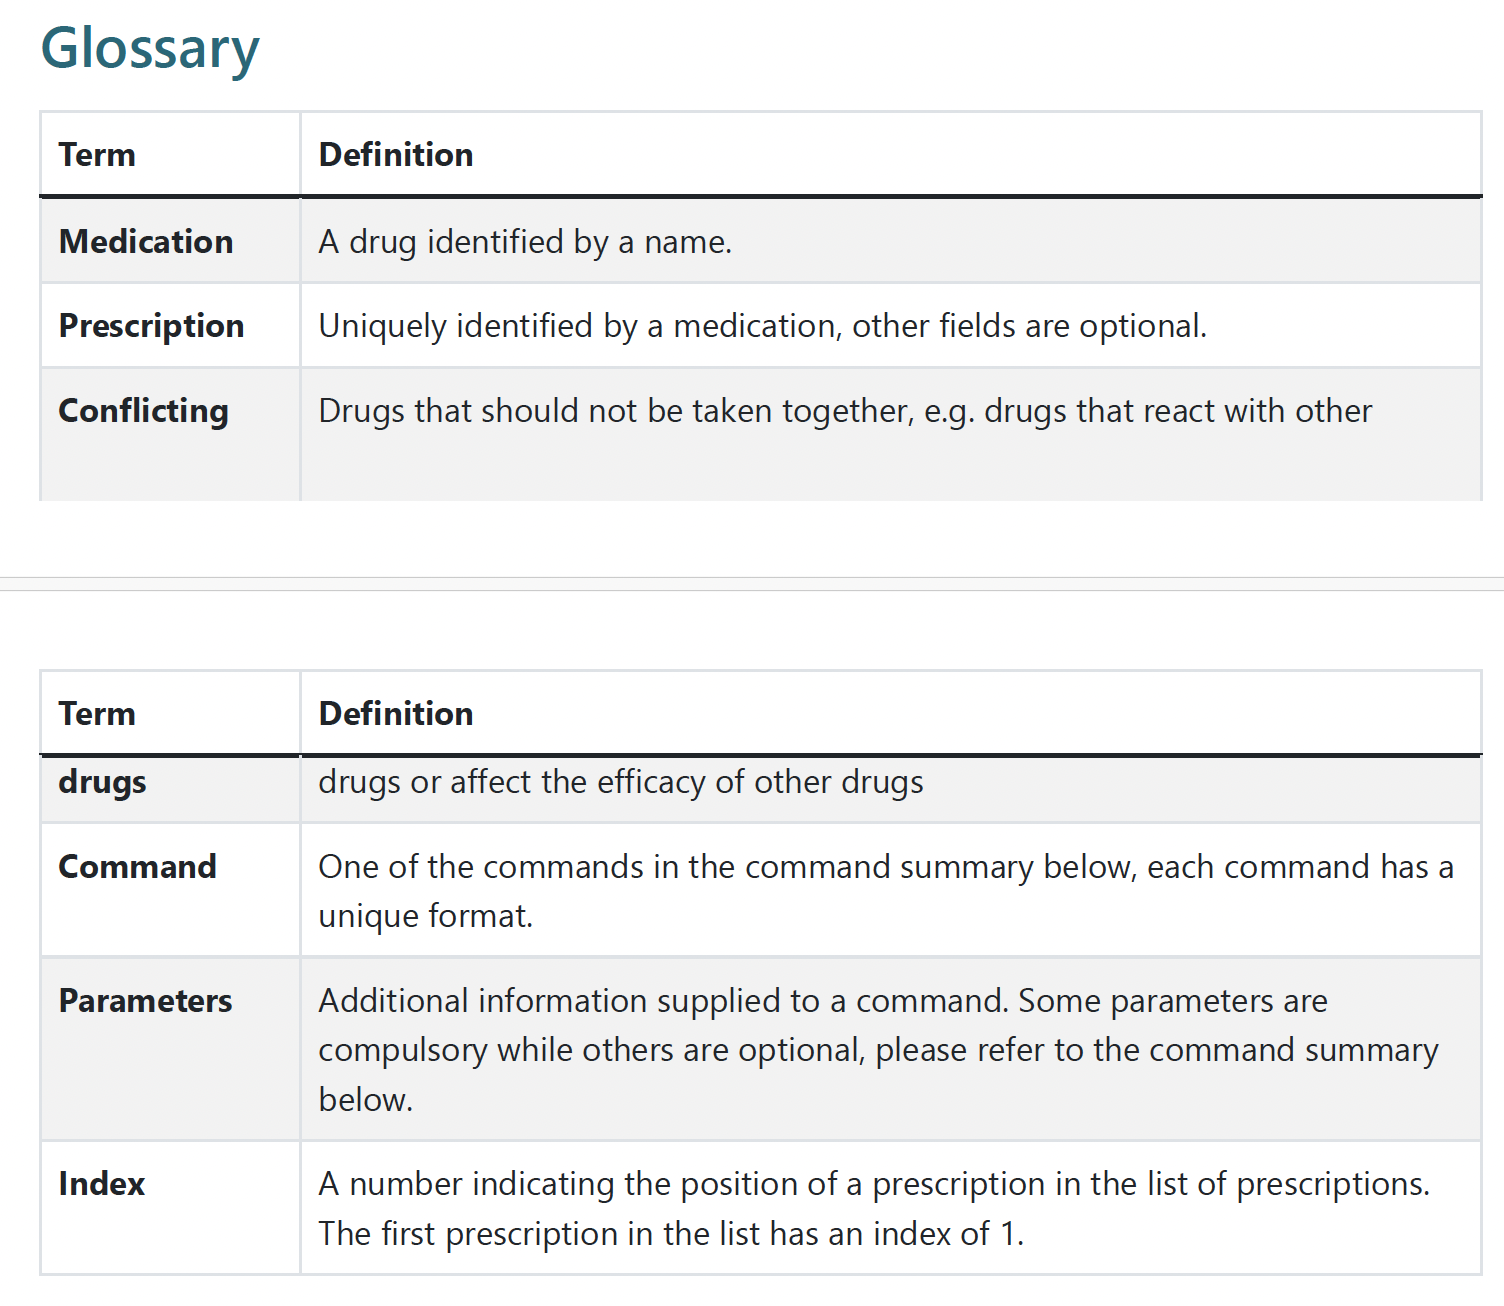 Glossary
Term Definition
Medication A drug identified by a name.
Prescription Uniquely identified by a medication, other fields are optional.
Conflicting Drugs that should not be taken together, e.g. drugs that react with other
Term Definition
drugs drugs or affect the efficacy of other drugs
Command One of the commands in the command summary below, each command has a
unique format.
Parameters Additional information supplied to a command. Some parameters are
compulsory while others are optional, please refer to the command summary
below.
Index A number indicating the position of a prescription in the list of prescriptions.
The first prescription in the list has an index of 1.